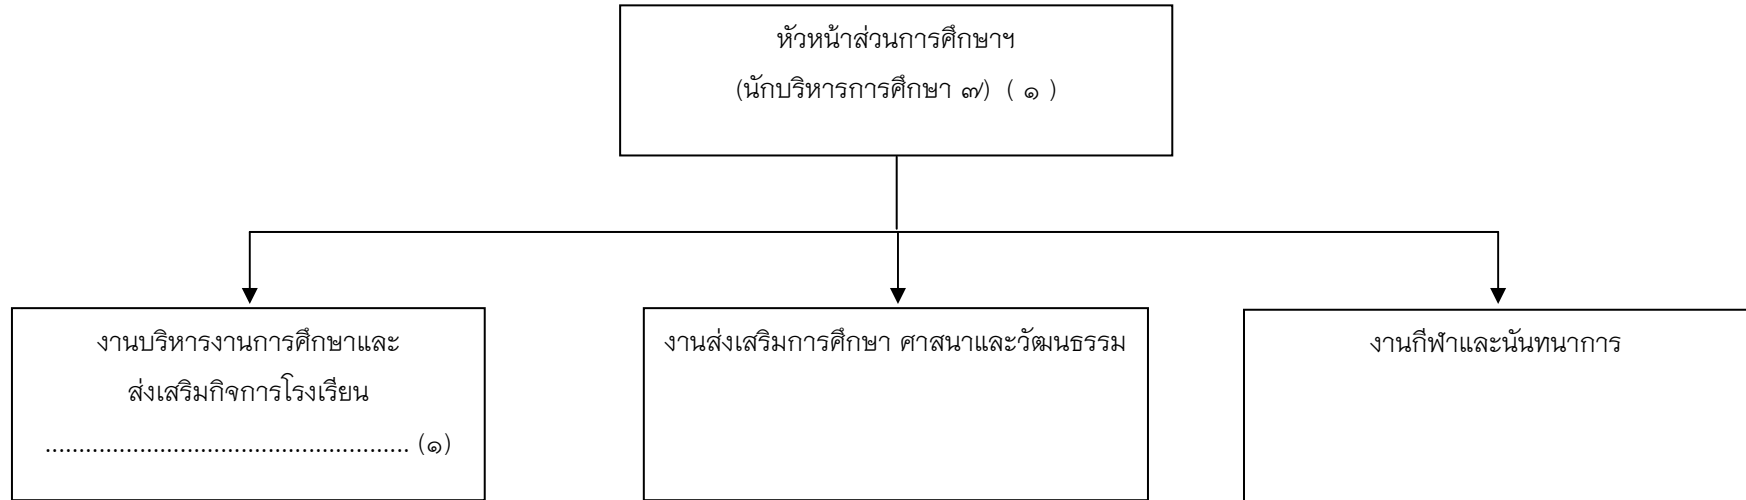 หัวหน้าส่วนการศึกษาฯ
(นักบริหารการศึกษา ๗) ( ๑ )
งานบริหารงานการศึกษาและ
ส่งเสริมกิจการโรงเรียน
...................................................... (๑)
งานส่งเสริมการศึกษา ศาสนาและวัฒนธรรม
งานกีฬาและนันทนาการ